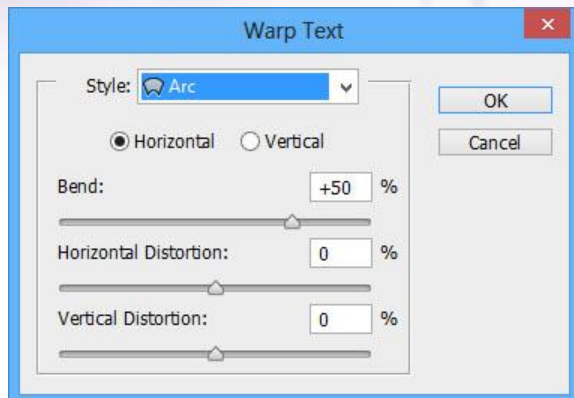 Warp Text
Style: Arc
OK
Horizontal Vertical
Cancel
Bend: +50 %
Horizontal Distortion: 0 %
Vertical Distortion: 0 %